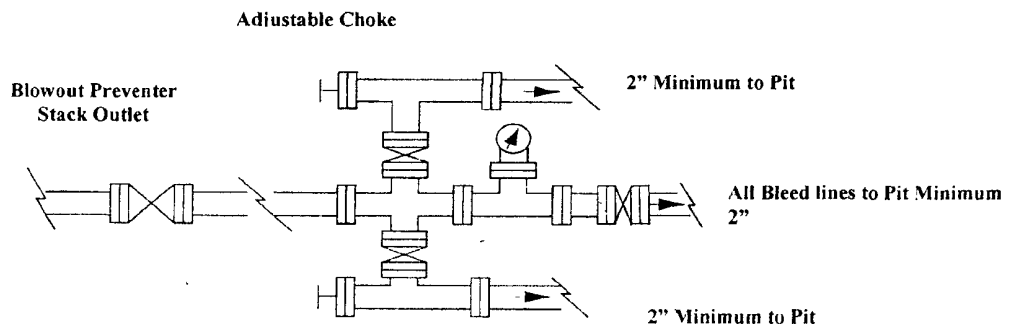 Adjustable Choke
Blowout Preventer
Stack Outlet
2” Minimum to Pit
All Bleed lines to Pit Minimum
2”
2” Minimum to Pit